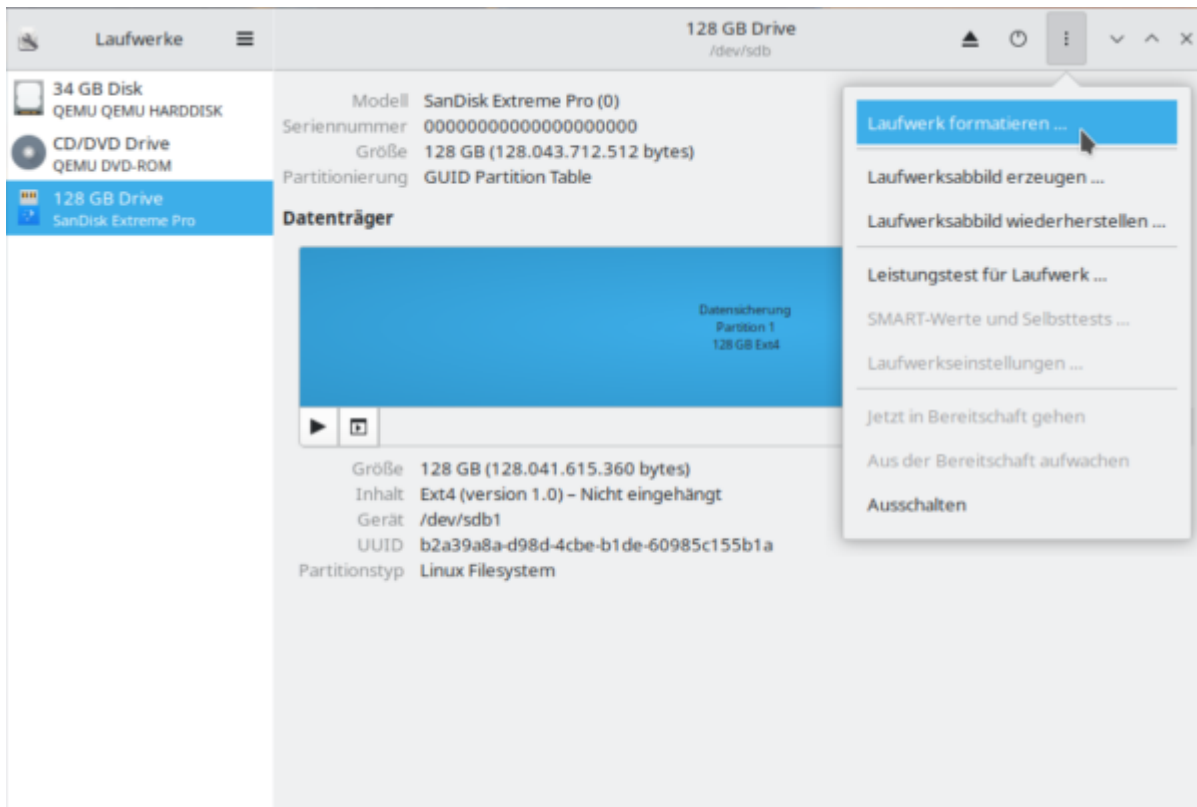 Laufwerke
128 GB Drive
/dev/sdb
34 GB Disk
QEMU QEMU HARDDISK
CD/DVD Drive
QEMU DVD-ROM
128 GB Drive
SanDisk Extreme Pro
Modell SanDisk Extreme Pro (0)
Seriennummer 00000000000000000000
Größe 128 GB (128.043.712.512 bytes)
Partitionierung GUID Partition Table
Datenträger
Datensicherung
Partition 1
128 GB Ext4
Größe 128 GB (128.041.615.360 bytes)
Inhalt Ext4 (version 1.0) – Nicht eingehängt
Gerät /dev/sdb1
UUID b2a39a8a-d98d-4cbe-b1de-60985c155b1a
Partitionstyp Linux Filesystem
Laufwerk formatieren ...
Laufwerksabbild erzeugen ...
Laufwerksabbild wiederherstellen ...
Leistungstest für Laufwerk ...
SMART-Werte und Selbsttests ...
Laufwerkseinstellungen ...
Jetzt in Bereitschaft gehen
Aus der Bereitschaft aufwachen
Ausschalten